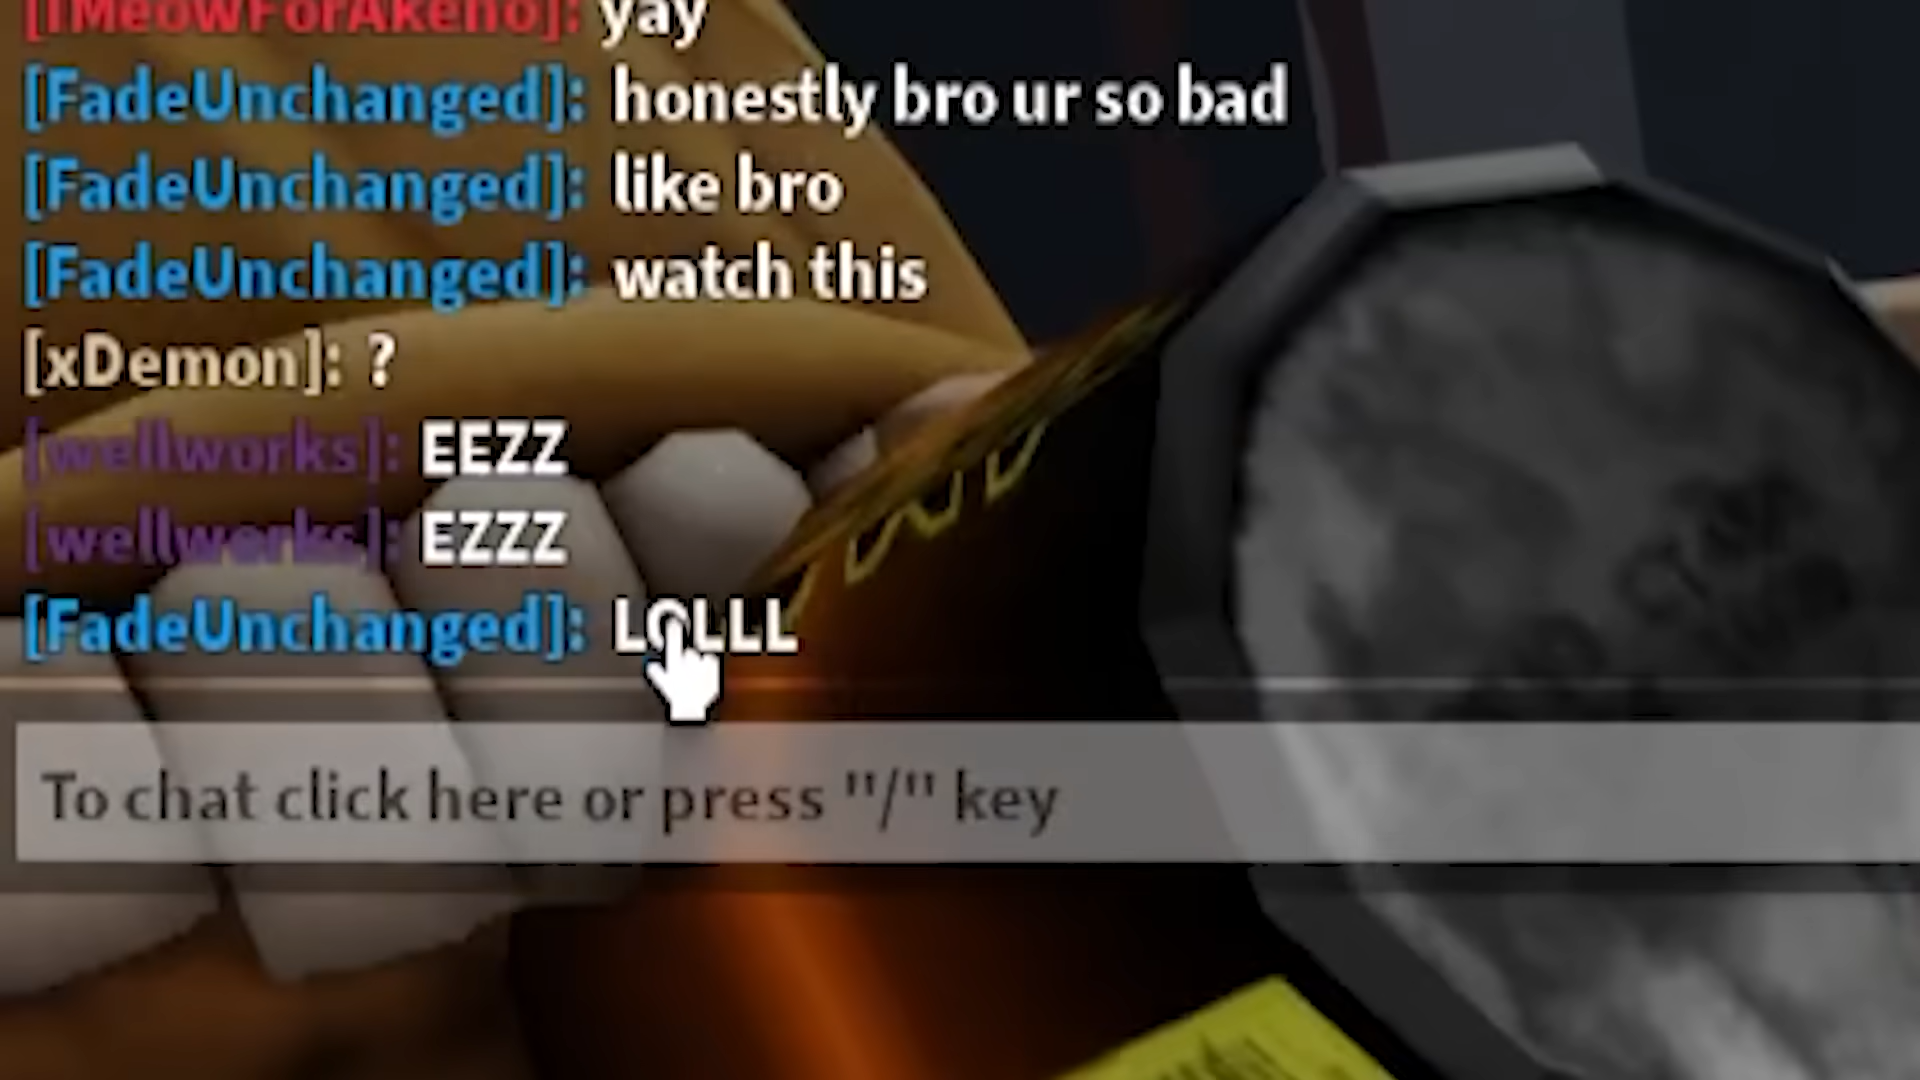 [IMeowForAkeno]: yay
[FadeUnchanged]: honestly bro ur so bad
[FadeUnchanged]: like bro
[FadeUnchanged]: watch this
[xDemon]: ?
[wellworks]: EEZZ
[wellworks]: EZZZ
[FadeUnchanged]: LOLLL
To chat click here or press "/" key